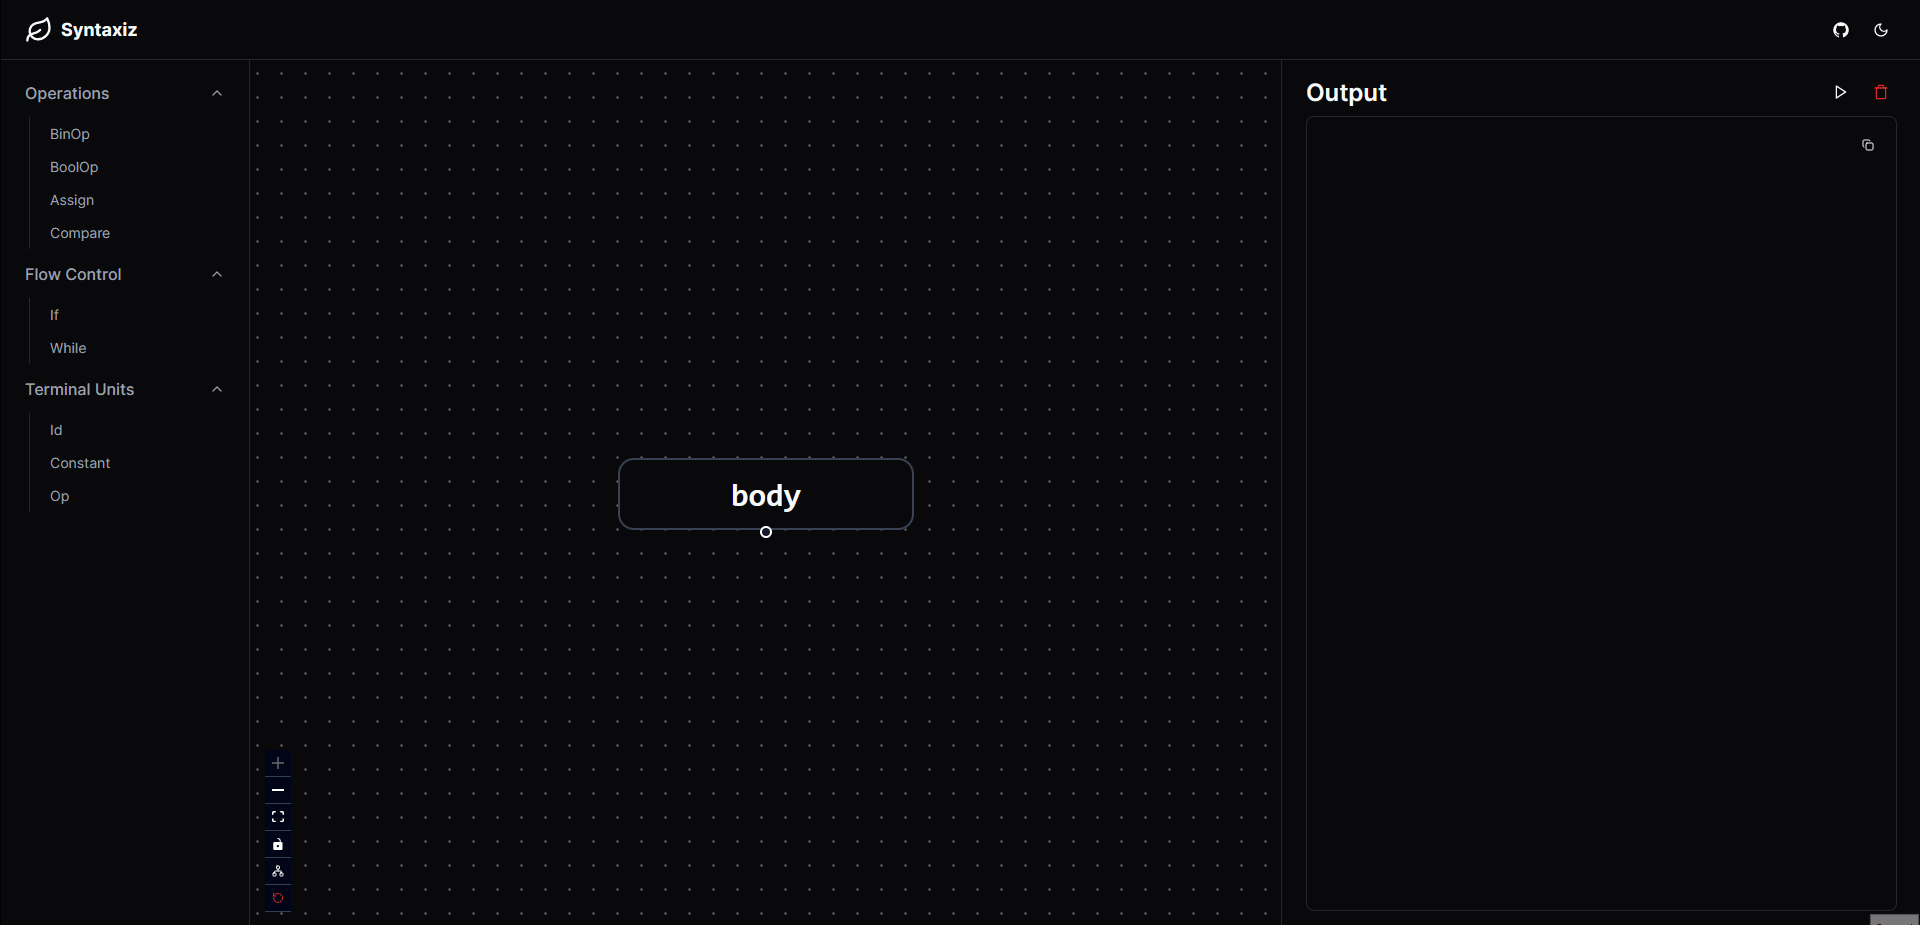 Syntaxiz
Operations
BinOp
BoolOp
Assign
Compare
Flow Control
If
While
Terminal Units
Id
Constant
Op
body
Output